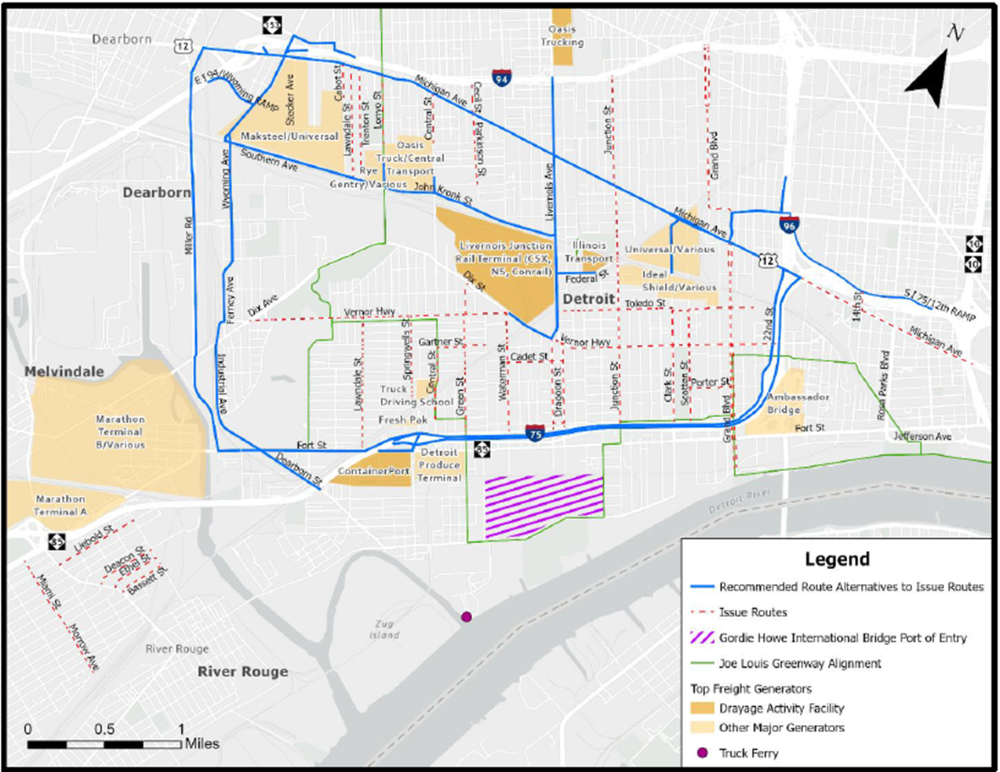 Dearborn
12
153
N
Oasis
Trucking
94
E I 94/Wyoming RAMP
Stecker Ave
Cabot St
Lawndale St
Trenton St
Lonyo St
Michigan Ave
Central St
Cecil St
Parkinson St
Junction St
Grand Blvd
Maksteel/Universal
Oasis
Truck/Central
Transport
Rye
Gentry/Various
Southern Ave
John Kronk St
Wyoming Ave
Livernois Ave
Dearborn
Miller Rd
Michigan Ave
96
10
10
12
Livernois Junction
Rail Terminal (CSX,
NS, Conrail)
Illinois
Transport
Universal/Various
Federal St
Ideal
Shield/Various
Dix St
Detroit
Toledo St
Ferney Ave
Dix Ave
Vernor Hwy
Vernor Hwy
22nd St
14th St
S I 75/12th RAMP
Michigan Ave
Springwells St
Gartner St
Central St
Cadet St
Waterman St
Melvindale
Industrial Ave
Lawndale St
Green St
Dragoon St
Junction St
Clark St
Scotten St
Porter St
Grand Blvd
Rosa Parks Blvd
Truck
Driving School
Fresh Pak
Ambassador
Bridge
Fort St
Jefferson Ave
Marathon
Terminal
B/Various
75
85
Fort St
Dearborn St
ContainerPort
Detroit
Produce
Terminal
Detroit River
Marathon
Terminal A
85
Liebold St
Deacon St
Ethel St
Bassett St
Miami St
Morrow Ave
Zug
Island
River Rouge
River Rouge
0 0.5 1
Miles
Legend
Recommended Route Alternatives to Issue Routes
Issue Routes
Gordie Howe International Bridge Port of Entry
Joe Louis Greenway Alignment
Top Freight Generators
Drayage Activity Facility
Other Major Generators
Truck Ferry